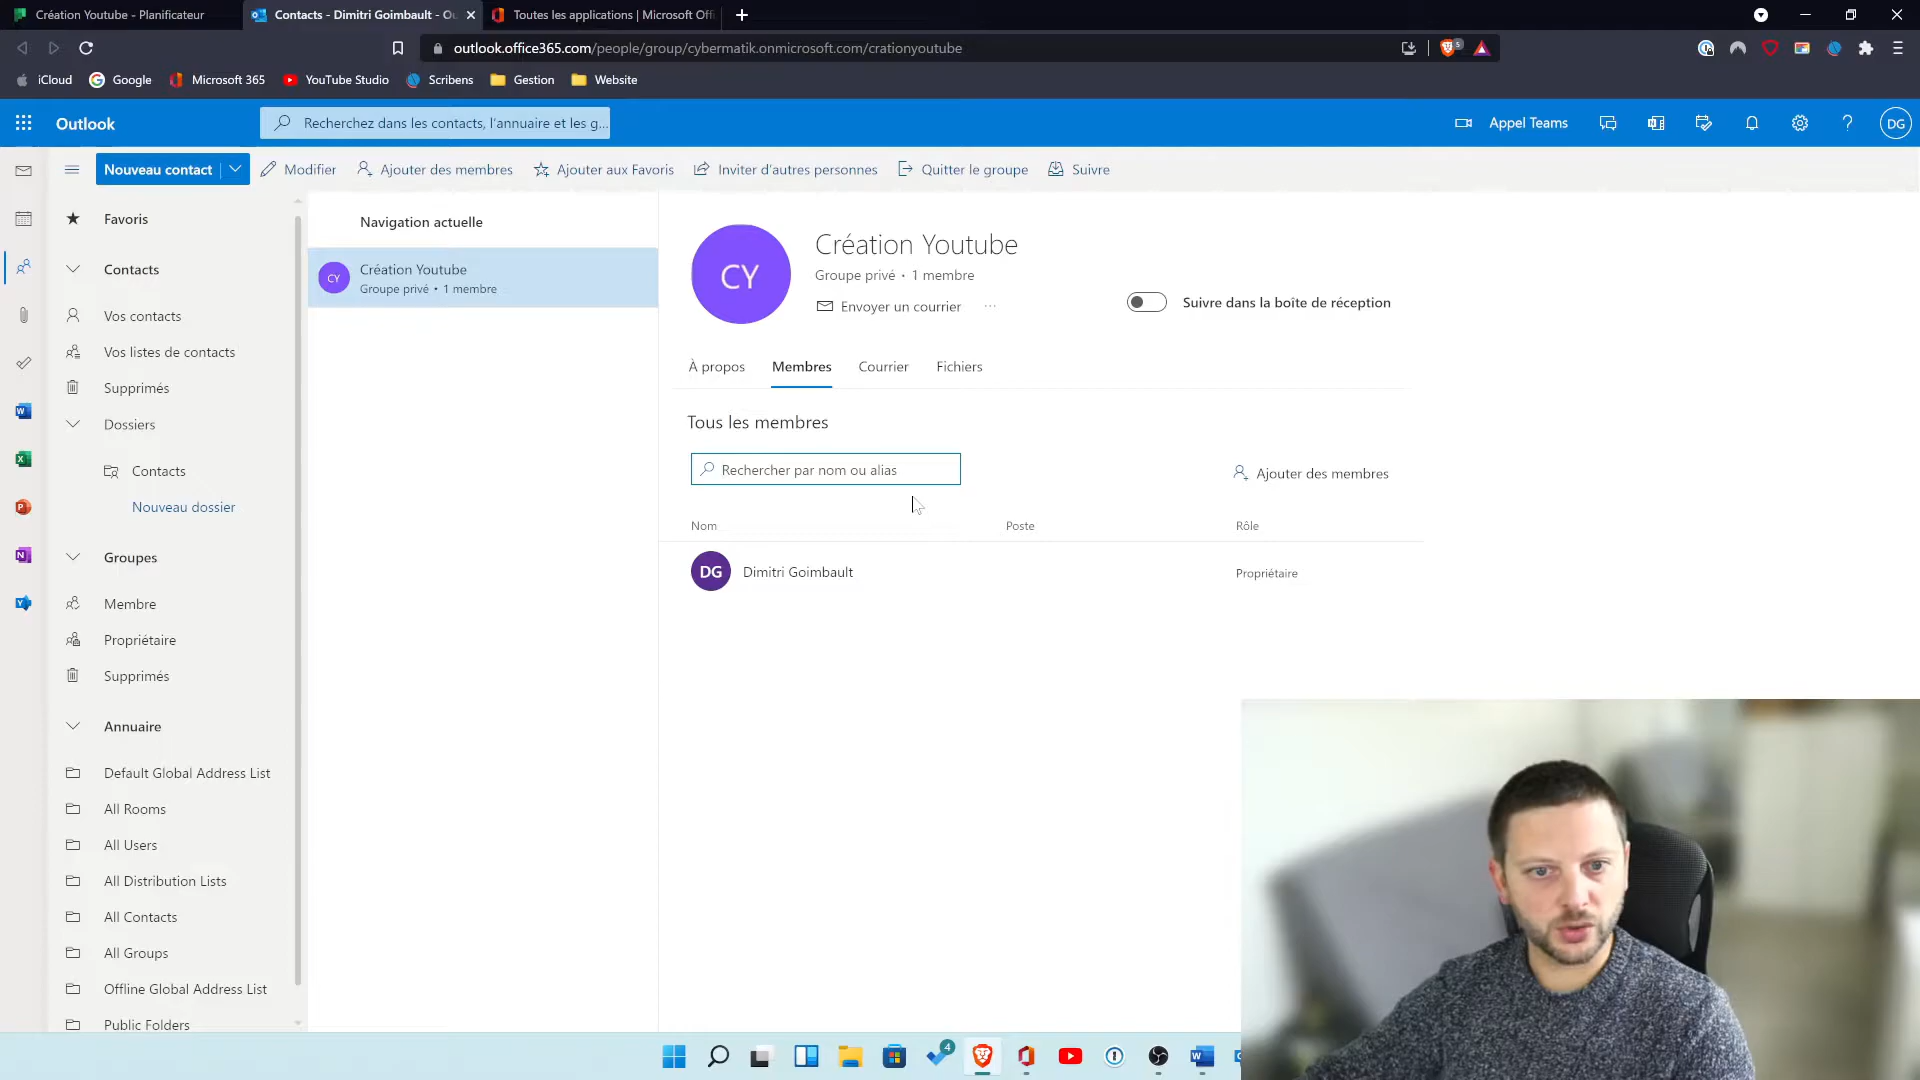 Création Youtube - Planificateur
Contacts - Dimitri Goimbault - Ou
Toutes les applications | Microsoft Offi
outlook.office365.com/people/group/cybermatik.onmicrosoft.com/crationyoutube
5
iCloud
Google
Microsoft 365
YouTube Studio
Scribens
Gestion
Website
Outlook
Recherchez dans les contacts, l'annuaire et les g...
Appel Teams
DG
Nouveau contact
Modifier
Ajouter des membres
Ajouter aux Favoris
Inviter d'autres personnes
Quitter le groupe
Suivre
Favoris
Contacts
Vos contacts
Vos listes de contacts
Supprimés
Dossiers
Contacts
Nouveau dossier
Groupes
Membre
Propriétaire
Supprimés
Annuaire
Default Global Address List
All Rooms
All Users
All Distribution Lists
All Contacts
All Groups
Offline Global Address List
Public Folders
Navigation actuelle
CY
Création Youtube
Groupe privé • 1 membre
CY
Création Youtube
Groupe privé • 1 membre
Envoyer un courrier
...
Suivre dans la boîte de réception
À propos
Membres
Courrier
Fichiers
Tous les membres
Rechercher par nom ou alias
Ajouter des membres
Nom
Poste
Rôle
DG
Dimitri Goimbault
Propriétaire
4